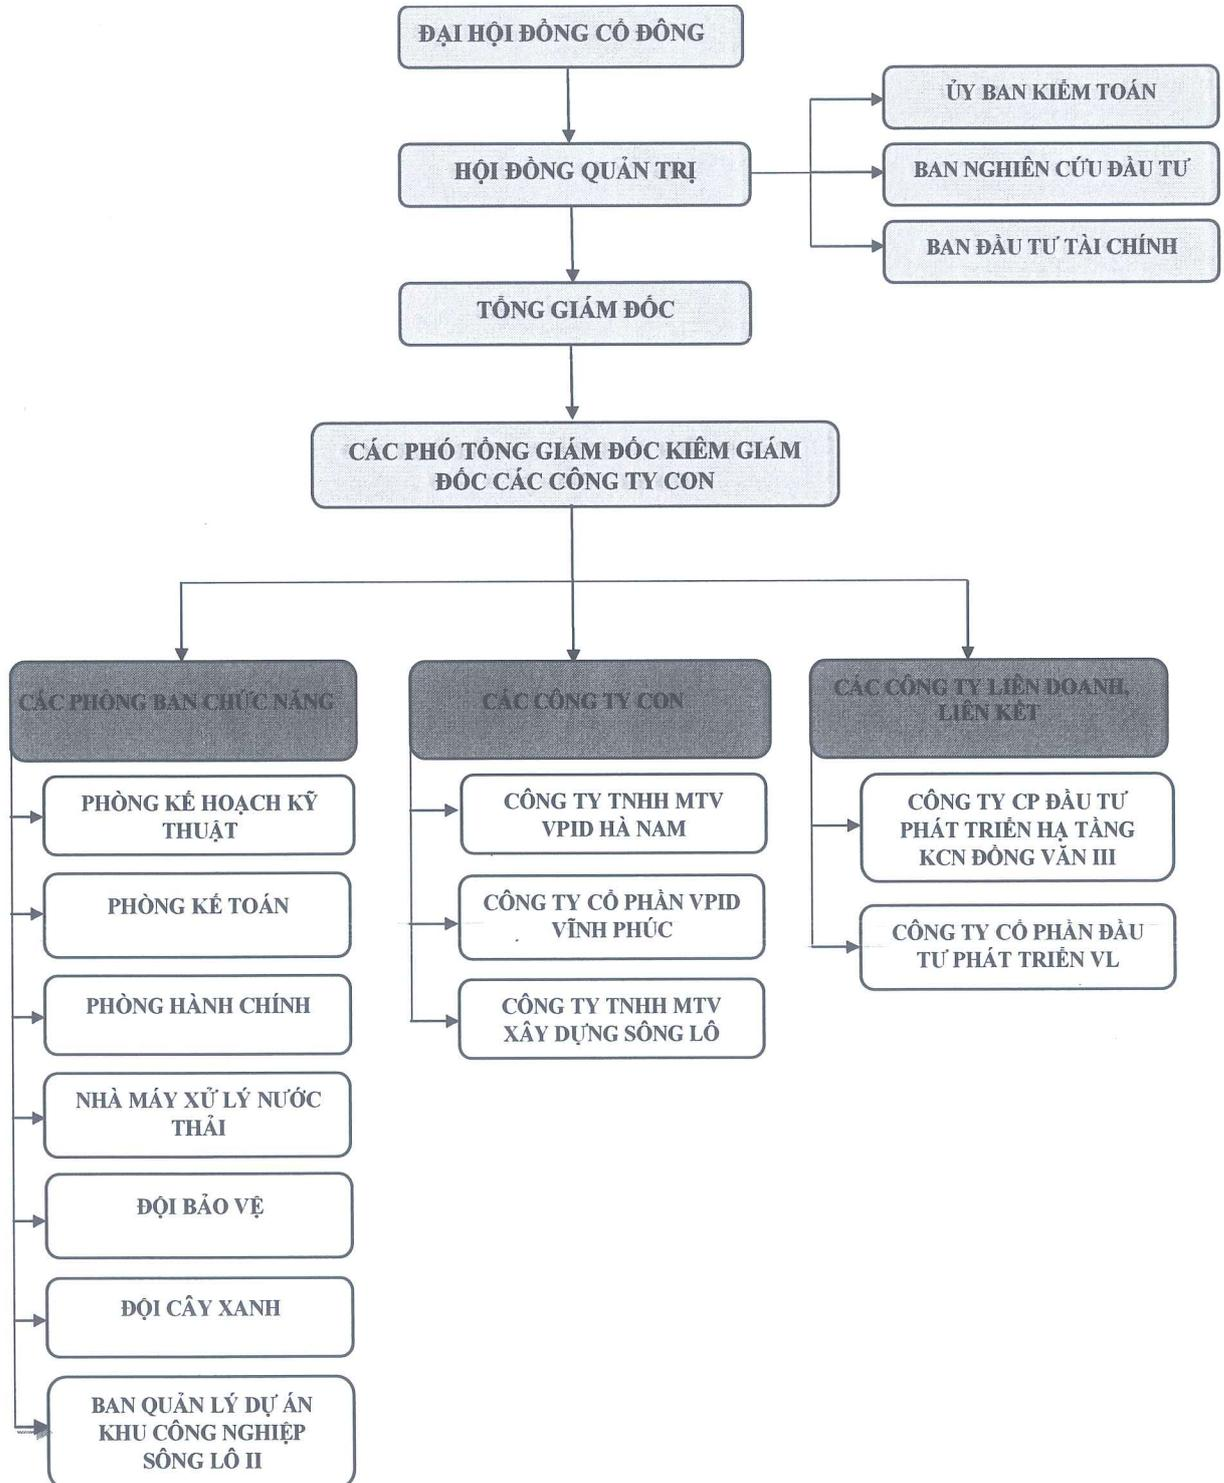 ĐẠI HỘI ĐỒNG CỔ ĐÔNG
ỦY BAN KIỂM TOÁN
HỘI ĐỒNG QUẢN TRỊ
BAN NGHIÊN CỨU ĐẦU TƯ
BAN ĐẦU TƯ TÀI CHÍNH
TỔNG GIÁM ĐỐC
CÁC PHÓ TỔNG GIÁM ĐỐC KIÊM GIÁM
ĐỐC CÁC CÔNG TY CON
CÁC PHÒNG BAN CHỨC NĂNG
PHÒNG KẾ HOẠCH KỸ
THUẬT
PHÒNG KẾ TOÁN
PHÒNG HÀNH CHÍNH
NHÀ MÁY XỬ LÝ NƯỚC
THẢI
ĐỘI BẢO VỆ
ĐỘI CÂY XANH
BAN QUẢN LÝ DỰ ÁN
KHU CÔNG NGHIỆP
SÔNG LÔ II
CÁC CÔNG TY CON
CÔNG TY TNHH MTV
VPID HÀ NAM
CÔNG TY CỔ PHẦN VPID
VĨNH PHÚC
CÔNG TY TNHH MTV
XÂY DỰNG SÔNG LÔ
CÁC CÔNG TY LIÊN DOANH,
LIÊN KẾT
CÔNG TY CP ĐẦU TƯ
PHÁT TRIỂN HẠ TẦNG
KCN ĐỒNG VĂN III
CÔNG TY CỔ PHẦN ĐẦU
TƯ PHÁT TRIỂN VL